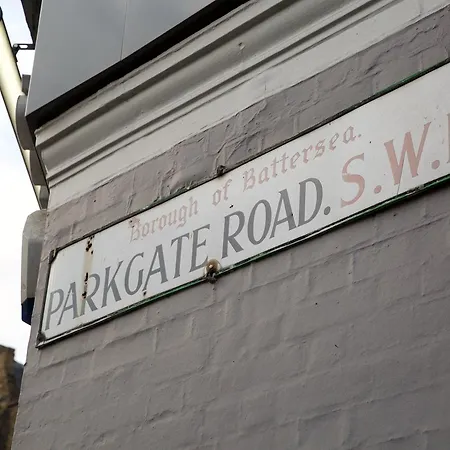 Borough of Battersea.
PARKGATE ROAD. S.W.